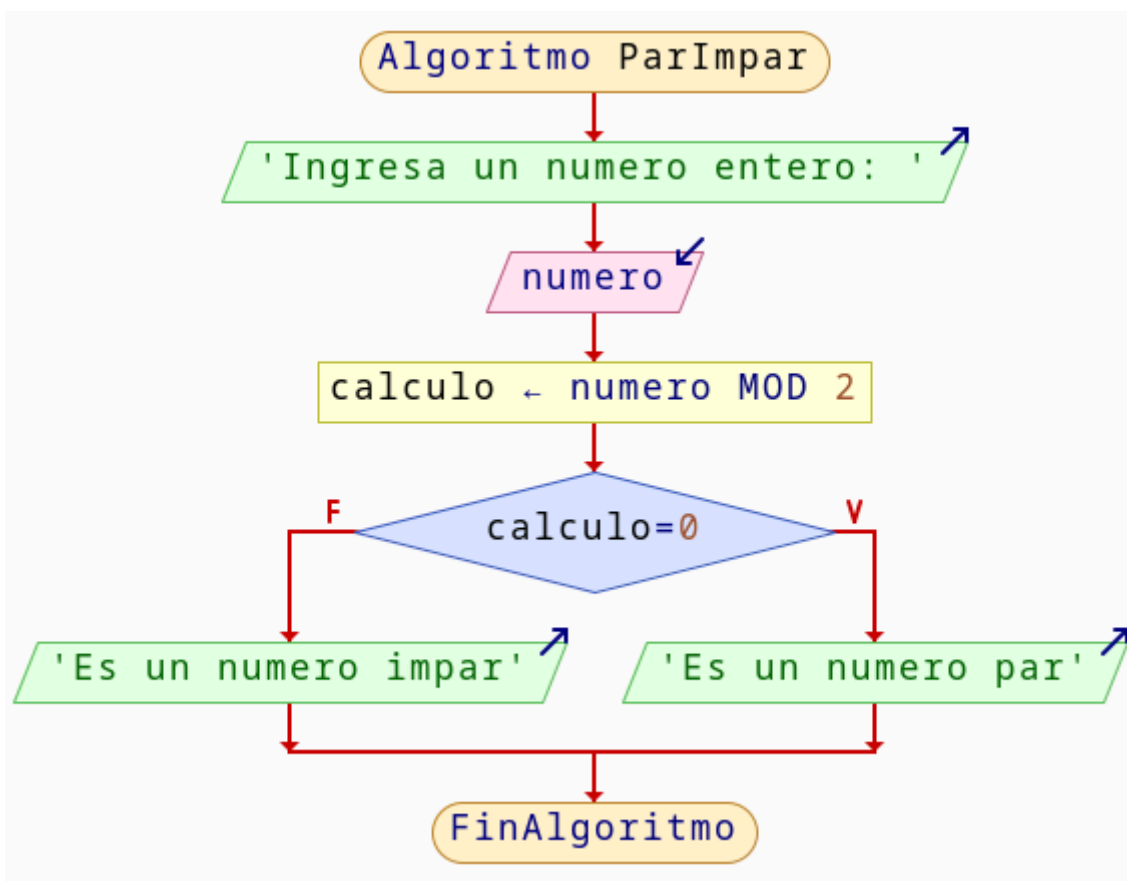 Algoritmo ParImpar
'Ingresa un numero entero: '
numero
calculo ← numero MOD 2
F
V
calculo=0
'Es un numero impar'
'Es un numero par'
FinAlgoritmo